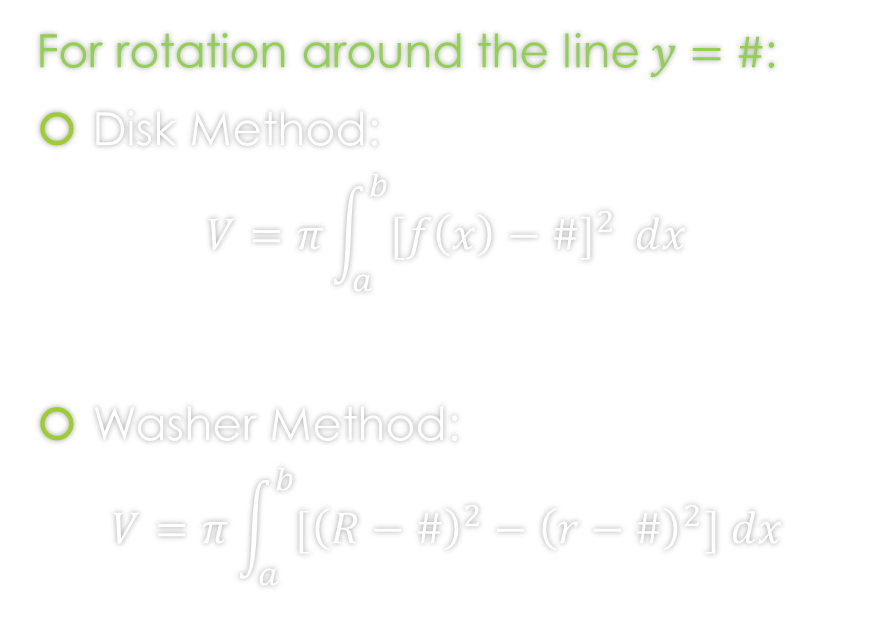 For rotation around the line y = #:
Disk Method:
V = π ∫_a^b [f(x) − #]² dx
Washer Method:
V = π ∫_a^b [(R − #)² − (r − #)²] dx